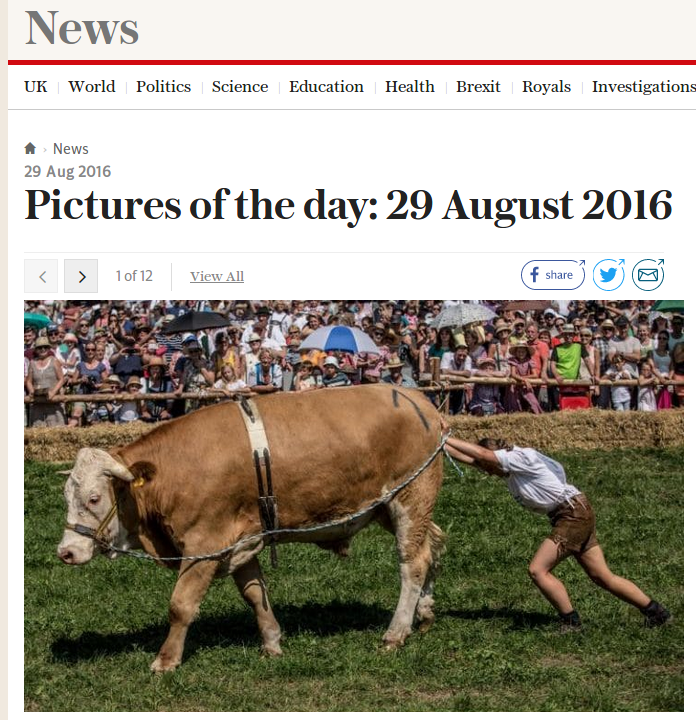 News
UK World Politics Science Education Health Brexit Royals Investigations
News
29 Aug 2016
Pictures of the day: 29 August 2016
1 of 12 View All share